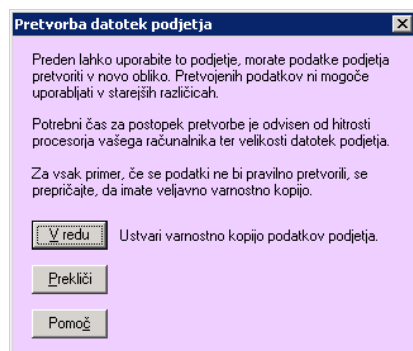 Pretvorba datotek podjetja
Preden lahko uporabite to podjetje, morate podatke podjetja
pretvoriti v novo obliko. Pretvojenih podatkov ni mogoče
uporabljati v starejših različicah.
Potrebni čas za postopek pretvorbe je odvisen od hitrosti
procesorja vašega računalnika ter velikosti datotek podjetja.
Za vsak primer, če se podatki ne bi pravilno pretvorili, se
prepričajte, da imate veljavno varnostno kopijo.
V redu Ustvari varnostno kopijo podatkov podjetja.
Prekliči
Pomoč